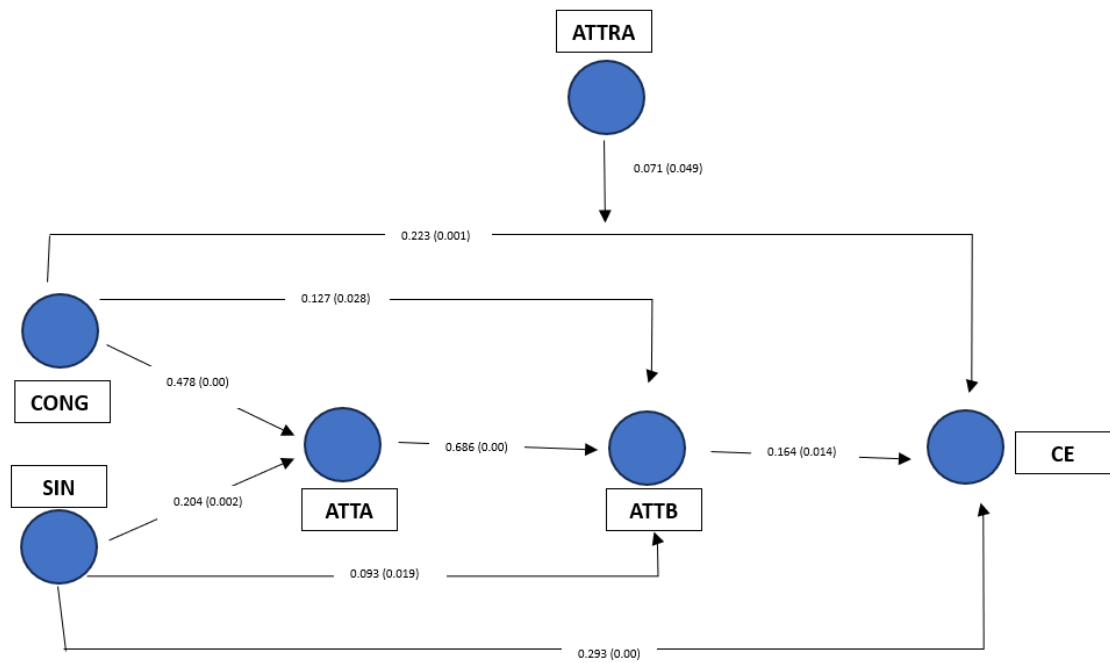 ATTRA
0.071 (0.049)
0.223 (0.001)
0.127 (0.028)
0.478 (0.00)
CONG
0.686 (0.00)
0.164 (0.014)
CE
SIN
0.204 (0.002)
ATTA
ATTB
0.093 (0.019)
0.293 (0.00)